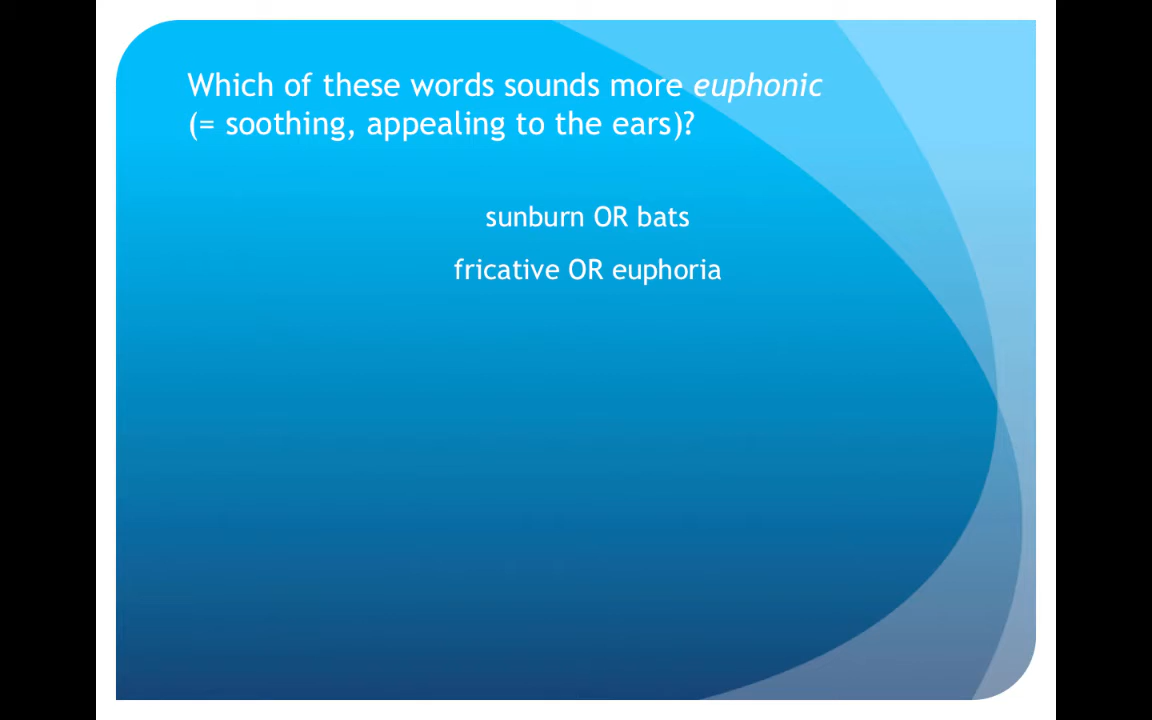 Which of these words sounds more euphonic
(= soothing, appealing to the ears)?
sunburn OR bats
fricative OR euphoria